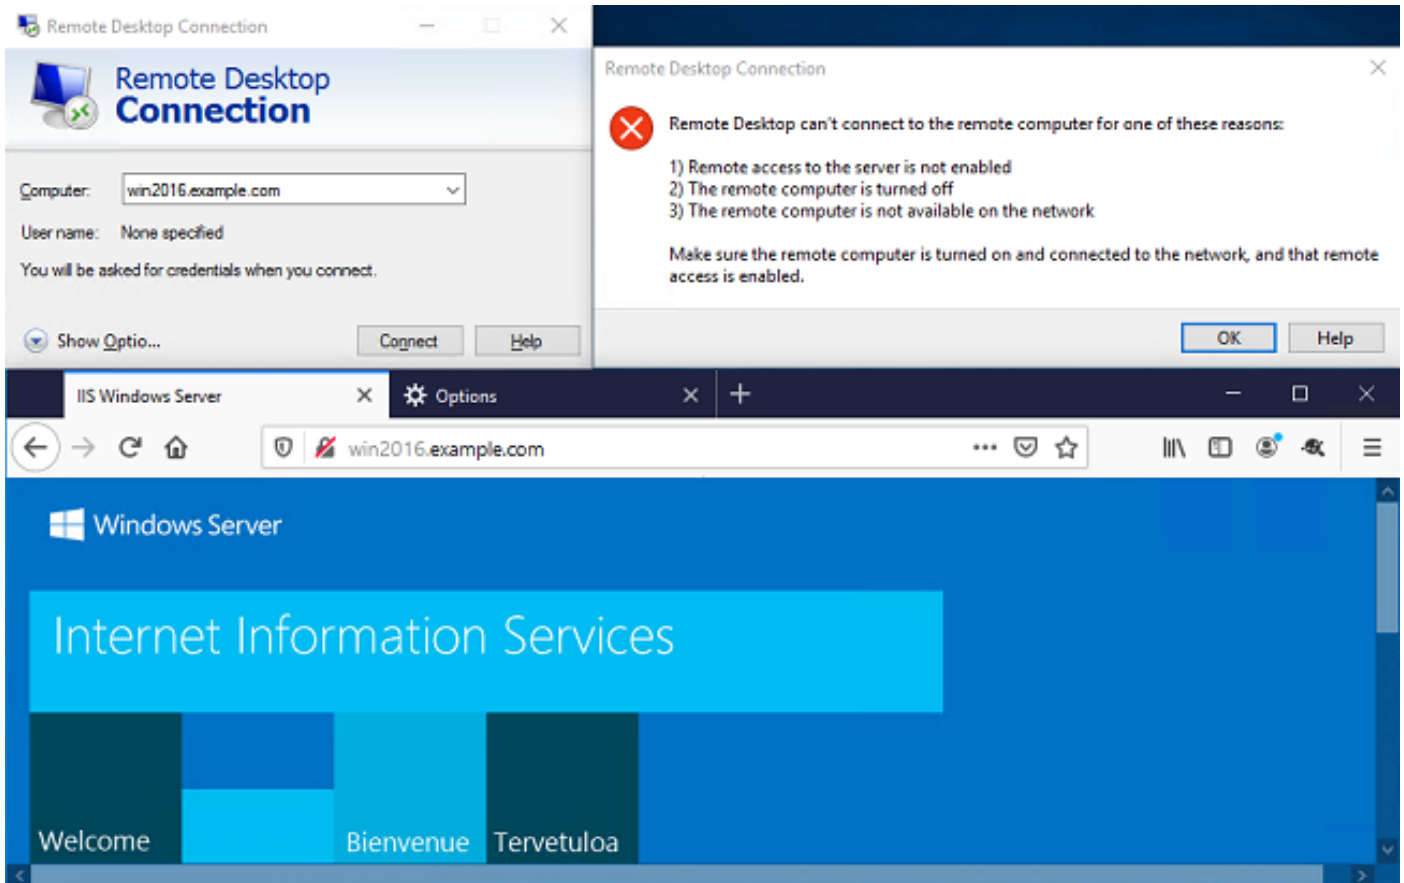 Remote Desktop Connection
Remote Desktop
Connection
Computer: win2016.example.com
User name: None specified
You will be asked for credentials when you connect.
Show Optio...
Connect
Help
Remote Desktop Connection
Remote Desktop can't connect to the remote computer for one of these reasons:
1) Remote access to the server is not enabled
2) The remote computer is turned off
3) The remote computer is not available on the network
Make sure the remote computer is turned on and connected to the network, and that remote
access is enabled.
OK
Help
IIS Windows Server
Options
win2016.example.com
Windows Server
Internet Information Services
Welcome
Bienvenue
Tervetuloa